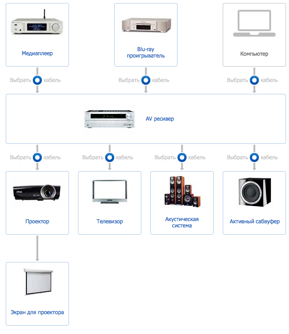 Медиаплеер
Blu-ray
проигрыватель
Компьютер
Выбрать кабель
Выбрать кабель
Выбрать кабель
AV ресивер
Выбрать кабель
Выбрать кабель
Выбрать кабель
Выбрать кабель
Проектор
Телевизор
Акустическая
система
Активный сабвуфер
Экран для проектора